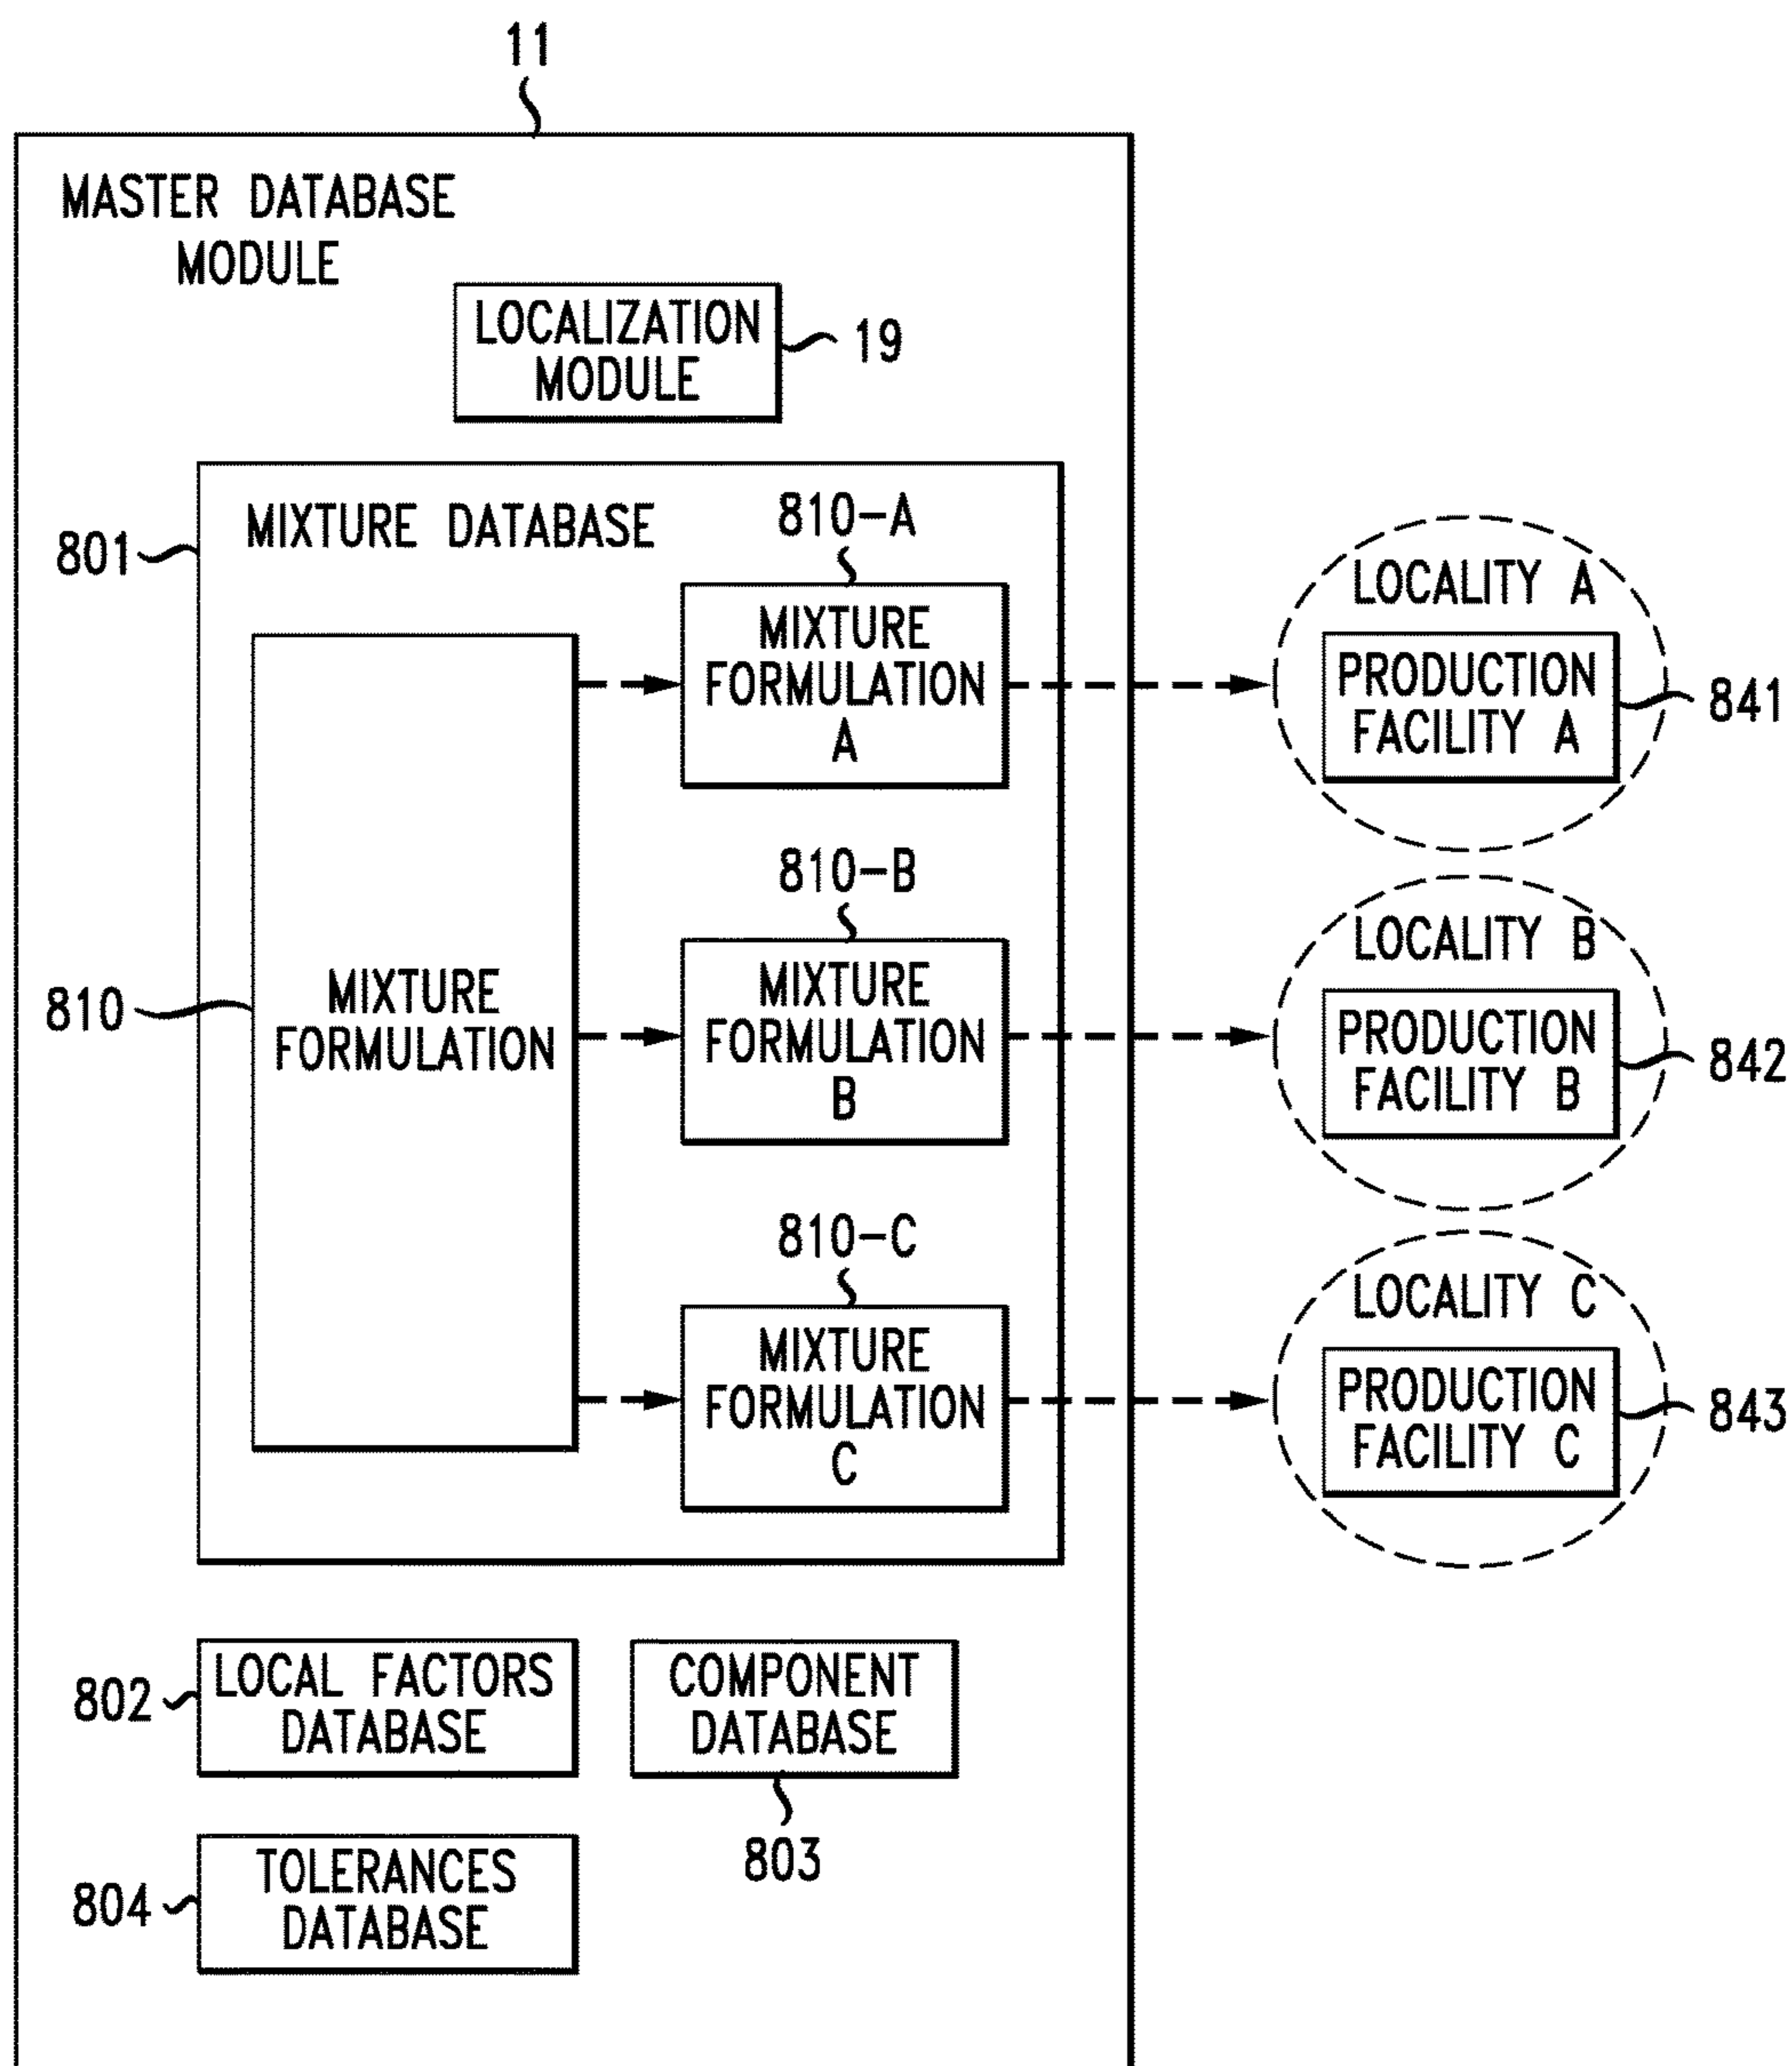 11
MASTER DATABASE
MODULE
LOCALIZATION
MODULE
19
801
MIXTURE DATABASE
810
MIXTURE
FORMULATION
810-A
MIXTURE
FORMULATION
A
LOCALITY A
PRODUCTION
FACILITY A
841
810-B
MIXTURE
FORMULATION
B
LOCALITY B
PRODUCTION
FACILITY B
842
810-C
MIXTURE
FORMULATION
C
LOCALITY C
PRODUCTION
FACILITY C
843
802
LOCAL FACTORS
DATABASE
COMPONENT
DATABASE
803
804
TOLERANCES
DATABASE